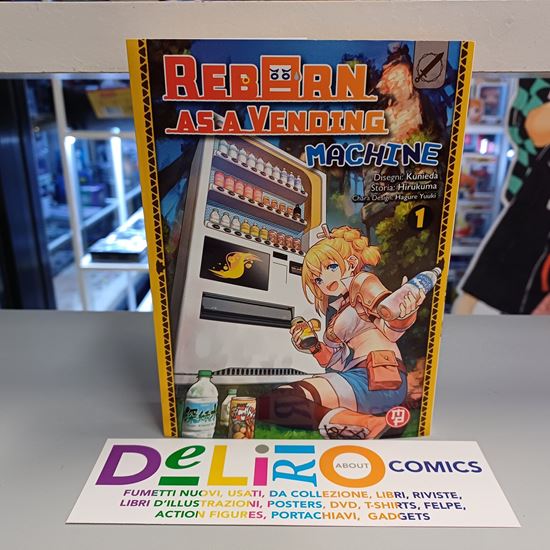 REBORN
AS A VENDING
MACHINE
Disegni: Kunieda
Storia: Hirukuma
Chara Design: Hagure Yuuki
1
DeLiRIO
ABOUT
COMICS
FUMETTI NUOVI, USATI, DA COLLEZIONE, LIBRI, RIVISTE,
LIBRI D'ILLUSTRAZIONI, POSTERS, DVD, T-SHIRTS, FELPE,
ACTION FIGURES, PORTACHIAVI, GADGETS